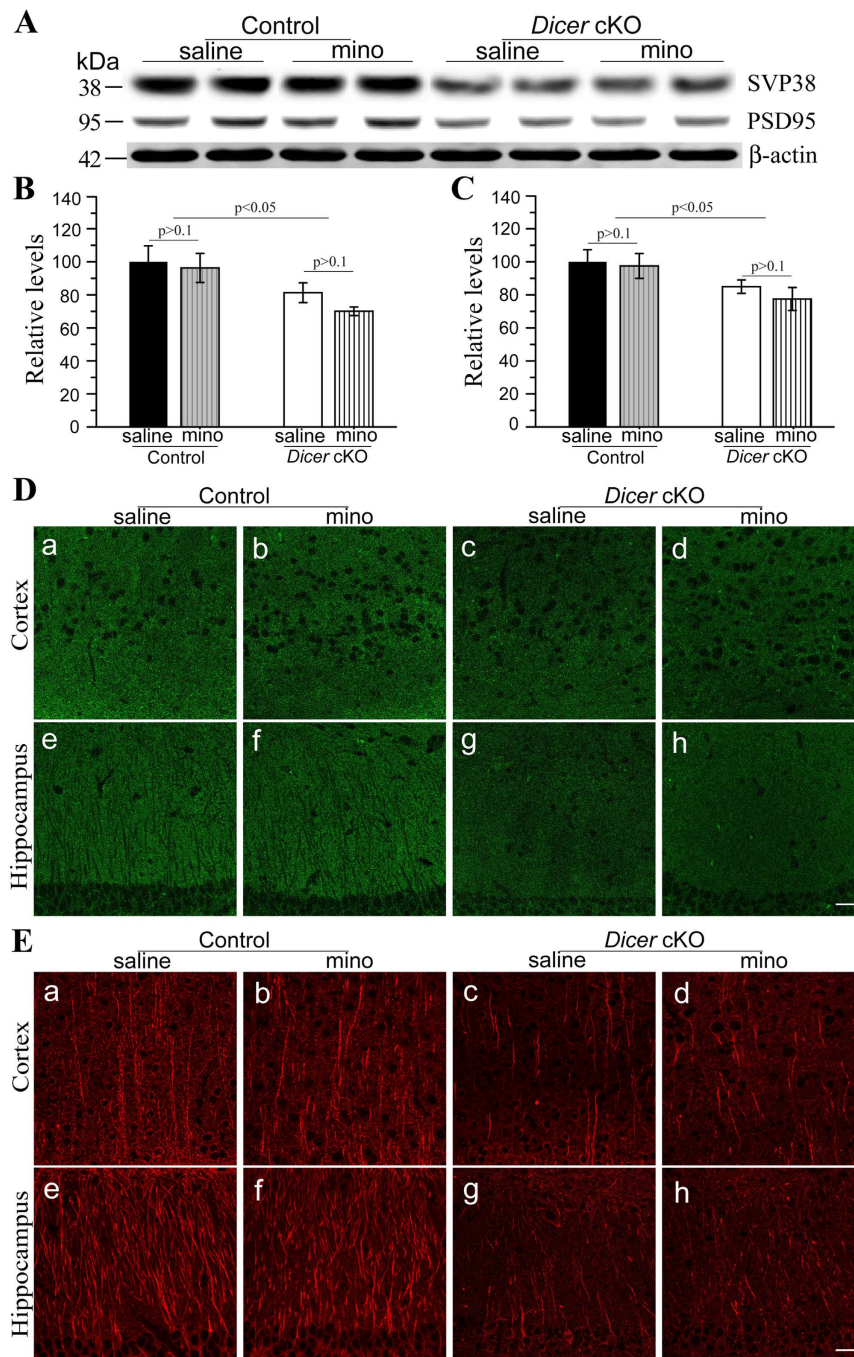 A
Control
Dicer cKO
saline mino saline mino
kDa
38 SVP38
95 PSD95
42 β-actin
B
140
120
100
80
60
40
20
0
Relative levels
p<0.05
p>0.1
p>0.1
saline mino saline mino
Control Dicer cKO
C
140
120
100
80
60
40
20
0
Relative levels
p<0.05
p>0.1
p>0.1
saline mino saline mino
Control Dicer cKO
D
Control Dicer cKO
saline mino saline mino
Cortex
a b c d
Hippocampus
e f g h
E
Control Dicer cKO
saline mino saline mino
Cortex
a b c d
Hippocampus
e f g h